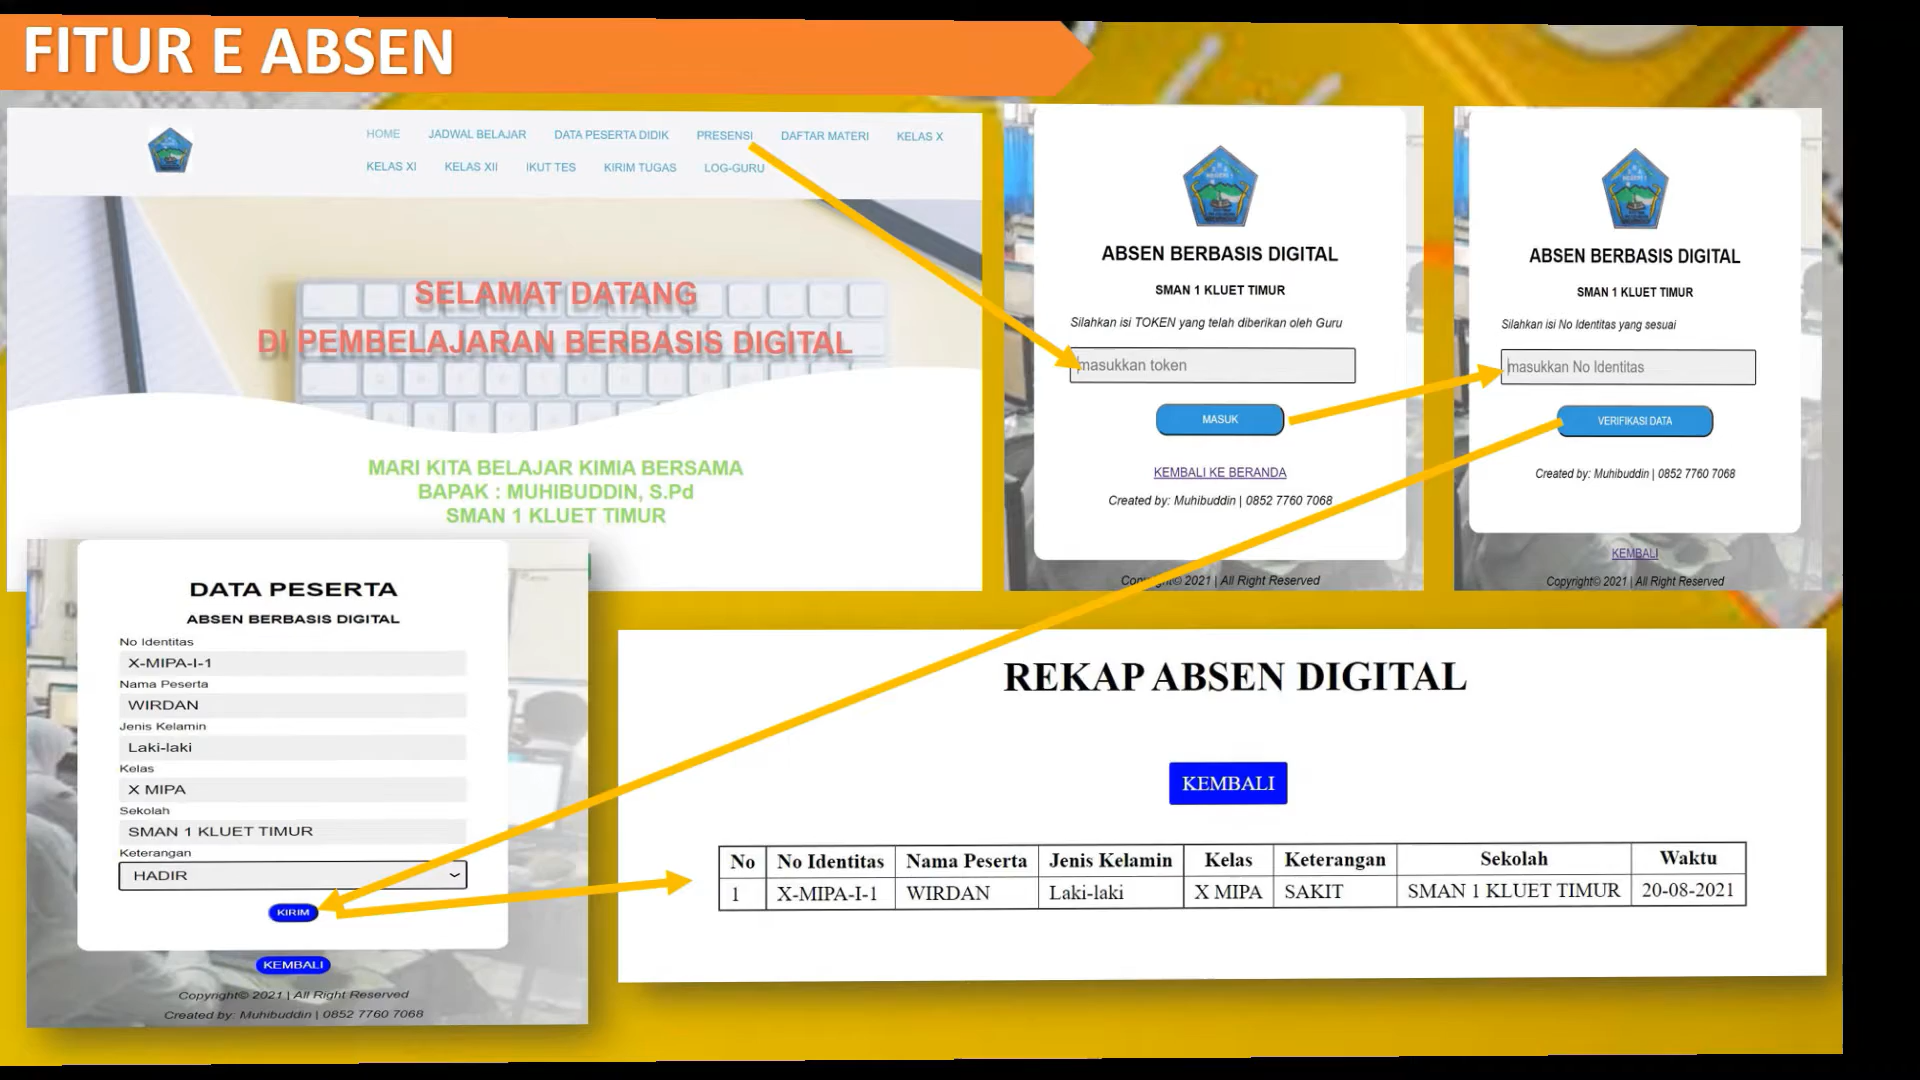 FITUR E ABSEN
HOME JADWAL BELAJAR DATA PESERTA DIDIK PRESENSI DAFTAR MATERI KELAS X
KELAS XI KELAS XII IKUT TES KIRIM TUGAS LOG-GURU
SELAMAT DATANG
DI PEMBELAJARAN BERBASIS DIGITAL
MARI KITA BELAJAR KIMIA BERSAMA
BAPAK : MUHIBUDDIN, S.Pd
SMAN 1 KLUET TIMUR
ABSEN BERBASIS DIGITAL
SMAN 1 KLUET TIMUR
Silahkan isi TOKEN yang telah diberikan oleh Guru
masukkan token
MASUK
KEMBALI KE BERANDA
Created by: Muhibuddin | 0852 7760 7068
Copyright© 2021 | All Right Reserved
ABSEN BERBASIS DIGITAL
SMAN 1 KLUET TIMUR
Silahkan isi No Identitas yang sesuai
masukkan No Identitas
VERIFIKASI DATA
Created by: Muhibuddin | 0852 7760 7068
KEMBALI
Copyright© 2021 | All Right Reserved
DATA PESERTA
ABSEN BERBASIS DIGITAL
No Identitas
X-MIPA-I-1
Nama Peserta
WIRDAN
Jenis Kelamin
Laki-laki
Kelas
X MIPA
Sekolah
SMAN 1 KLUET TIMUR
Keterangan
HADIR
KIRIM
KEMBALI
Copyright© 2021 | All Right Reserved
Created by: Muhibuddin | 0852 7760 7068
REKAP ABSEN DIGITAL
KEMBALI
No No Identitas Nama Peserta Jenis Kelamin Kelas Keterangan Sekolah Waktu
1 X-MIPA-I-1 WIRDAN Laki-laki X MIPA SAKIT SMAN 1 KLUET TIMUR 20-08-2021